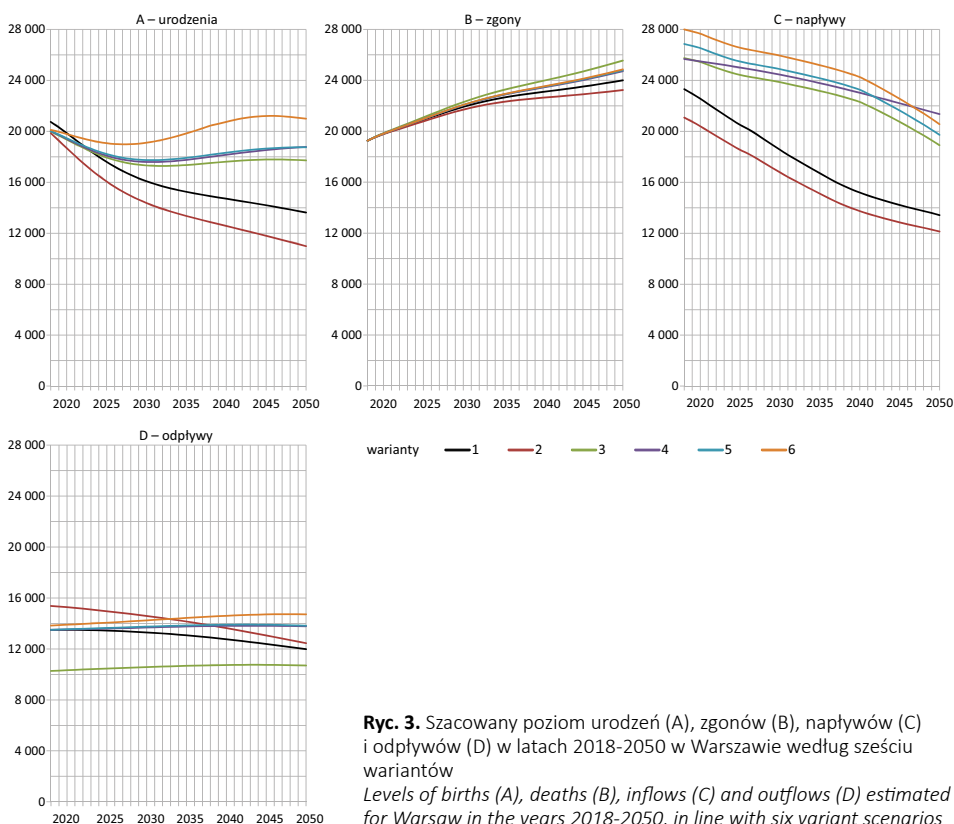 A – urodzenia
28 000
24 000
20 000
16 000
12 000
8 000
4 000
0
2020 2025 2030 2035 2040 2045 2050
B – zgony
28 000
24 000
20 000
16 000
12 000
8 000
4 000
0
2020 2025 2030 2035 2040 2045 2050
C – napływy
28 000
24 000
20 000
16 000
12 000
8 000
4 000
0
2020 2025 2030 2035 2040 2045 2050
D – odpływy
28 000
24 000
20 000
16 000
12 000
8 000
4 000
0
2020 2025 2030 2035 2040 2045 2050
warianty 1 2 3 4 5 6
Ryc. 3. Szacowany poziom urodzeń (A), zgonów (B), napływów (C)
i odpływów (D) w latach 2018-2050 w Warszawie według sześciu
wariantów
Levels of births (A), deaths (B), inflows (C) and outflows (D) estimated
for Warsaw in the years 2018-2050, in line with six variant scenarios